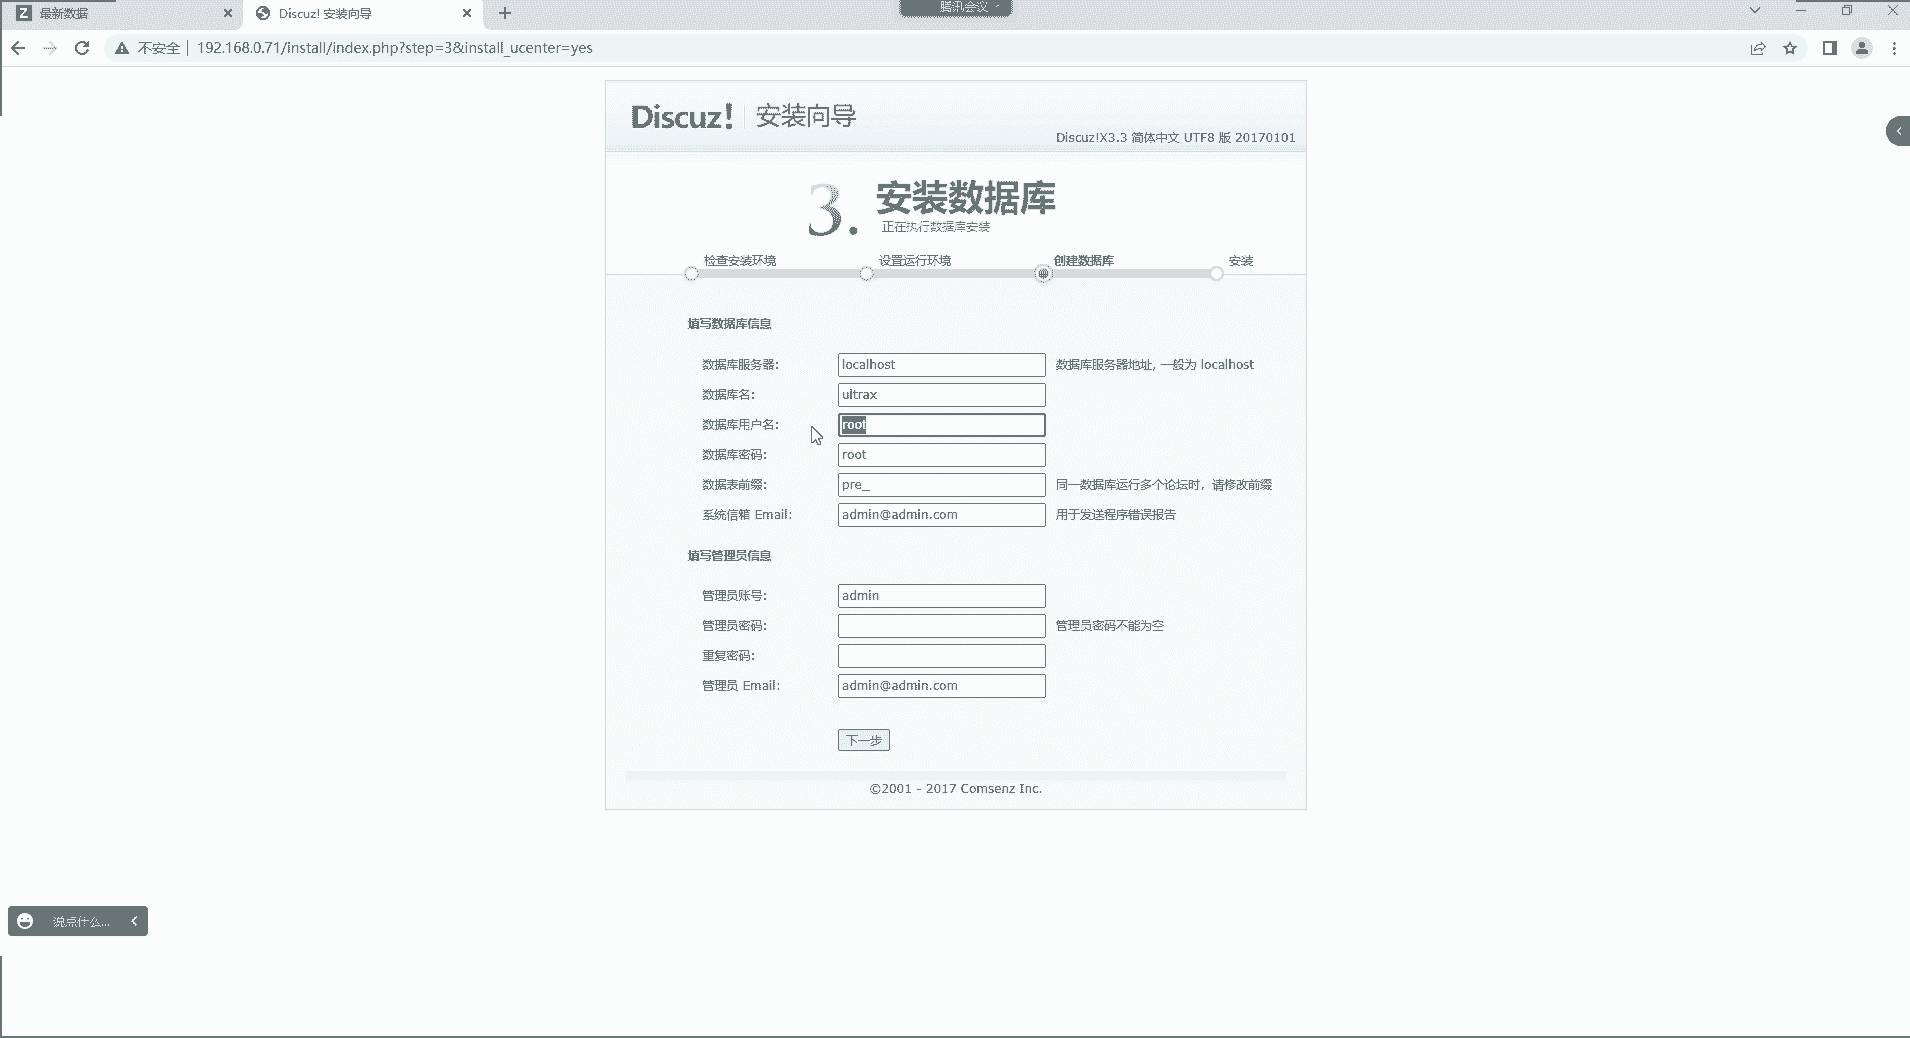 最新数据
Discuz! 安装向导
腾讯会议
不安全 192.168.0.71/install/index.php?step=3&install_ucenter=yes
Discuz! 安装向导
Discuz!X3.3 简体中文 UTF8 版 20170101
3. 安装数据库
正在执行数据库安装
检查安装环境 设置运行环境 创建数据库 安装
填写数据库信息
数据库服务器: localhost 数据库服务器地址, 一般为 localhost
数据库名: ultrax
数据库用户名: root
数据库密码: root
数据表前缀: pre_ 同一数据库运行多个论坛时，请修改前缀
系统信箱 Email: admin@admin.com 用于发送程序错误报告
填写管理员信息
管理员账号: admin
管理员密码: 管理员密码不能为空
重复密码:
管理员 Email: admin@admin.com
下一步
©2001 - 2017 Comsenz Inc.
说点什么...